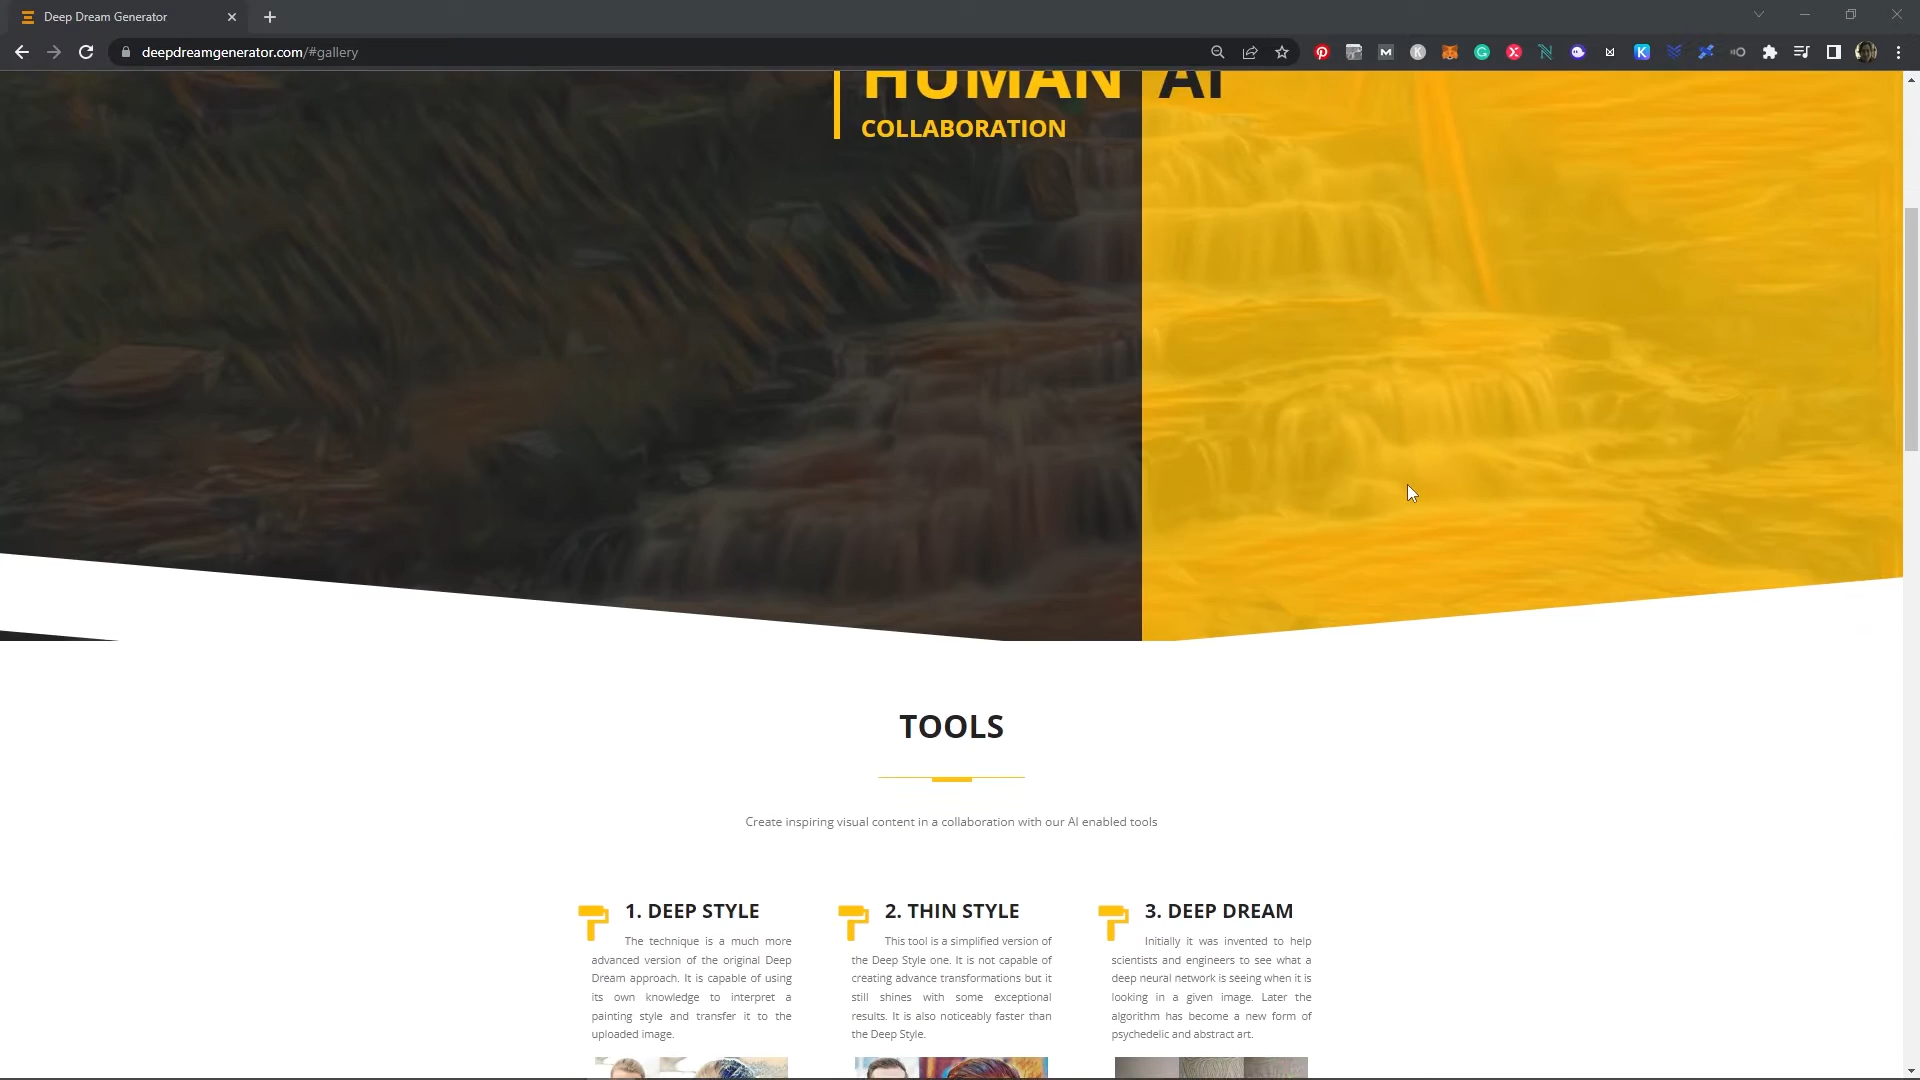 Deep Dream Generator
deepdreamgenerator.com/#gallery
HUMAN AI
COLLABORATION
TOOLS
Create inspiring visual content in a collaboration with our AI enabled tools
1. DEEP STYLE
The technique is a much more
advanced version of the original Deep
Dream approach. It is capable of using
its own knowledge to interpret a
painting style and transfer it to the
uploaded image.
2. THIN STYLE
This tool is a simplified version of
the Deep Style one. It is not capable of
creating advance transformations but it
still shines with some exceptional
results. It is also noticeably faster than
the Deep Style.
3. DEEP DREAM
Initially it was invented to help
scientists and engineers to see what a
deep neural network is seeing when it is
looking in a given image. Later the
algorithm has become a new form of
psychedelic and abstract art.